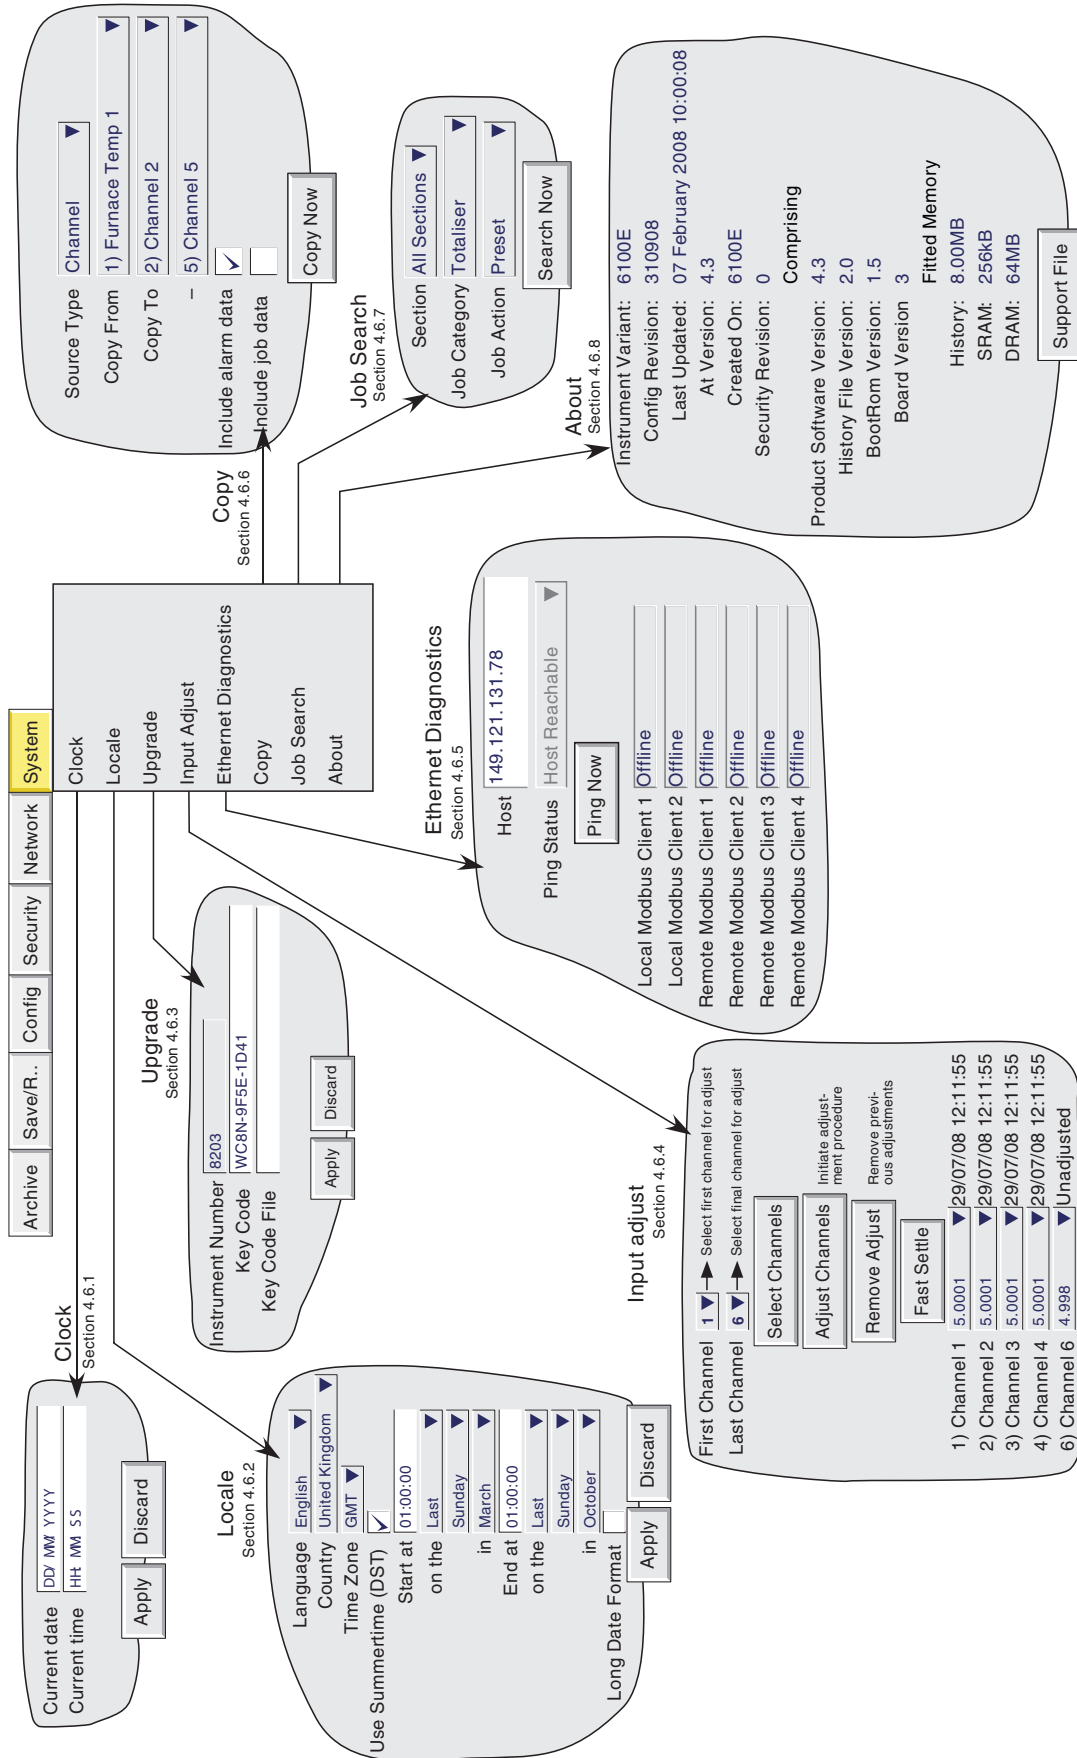 Archive
Save/R..
Config
Security
Network
System
Clock
Locale
Upgrade
Input Adjust
Ethernet Diagnostics
Copy
Job Search
About
Clock
Section 4.6.1
Current date DD/ MM/ YYYY
Current time HH: MM: SS
Apply Discard
Locale
Section 4.6.2
Language English
Country United Kingdom
Time Zone GMT
Use Summertime (DST)
Start at 01:00:00
on the Last
Sunday
in March
End at 01:00:00
on the Last
Sunday
in October
Long Date Format
Apply Discard
Upgrade
Section 4.6.3
Instrument Number 8203
Key Code WC8N-9F5E-1D41
Key Code File
Apply Discard
Input adjust
Section 4.6.4
First Channel 1 Select first channel for adjust
Last Channel 6 Select final channel for adjust
Select Channels
Adjust Channels
Initiate adjust-
ment procedure
Remove Adjust
Remove previ-
ous adjustments
Fast Settle
1) Channel 1 5.0001 29/07/08 12:11:55
2) Channel 2 5.0001 29/07/08 12:11:55
3) Channel 3 5.0001 29/07/08 12:11:55
4) Channel 4 5.0001 29/07/08 12:11:55
6) Channel 6 4.998 Unadjusted
Ethernet Diagnostics
Section 4.6.5
Host 149.121.131.78
Ping Status Host Reachable
Ping Now
Local Modbus Client 1 Offline
Local Modbus Client 2 Offline
Remote Modbus Client 1 Offline
Remote Modbus Client 2 Offline
Remote Modbus Client 3 Offline
Remote Modbus Client 4 Offline
Copy
Section 4.6.6
Source Type Channel
Copy From 1) Furnace Temp 1
Copy To 2) Channel 2
– 5) Channel 5
Include alarm data
Include job data
Copy Now
Job Search
Section 4.6.7
Section All Sections
Job Category Totaliser
Job Action Preset
Search Now
About
Section 4.6.8
Instrument Variant: 6100E
Config Revision: 310908
Last Updated: 07 February 2008 10:00:08
At Version: 4.3
Created On: 6100E
Security Revision: 0
Comprising
Product Software Version: 4.3
History File Version: 2.0
BootRom Version: 1.5
Board Version 3
Fitted Memory
History: 8.00MB
SRAM: 256kB
DRAM: 64MB
Support File